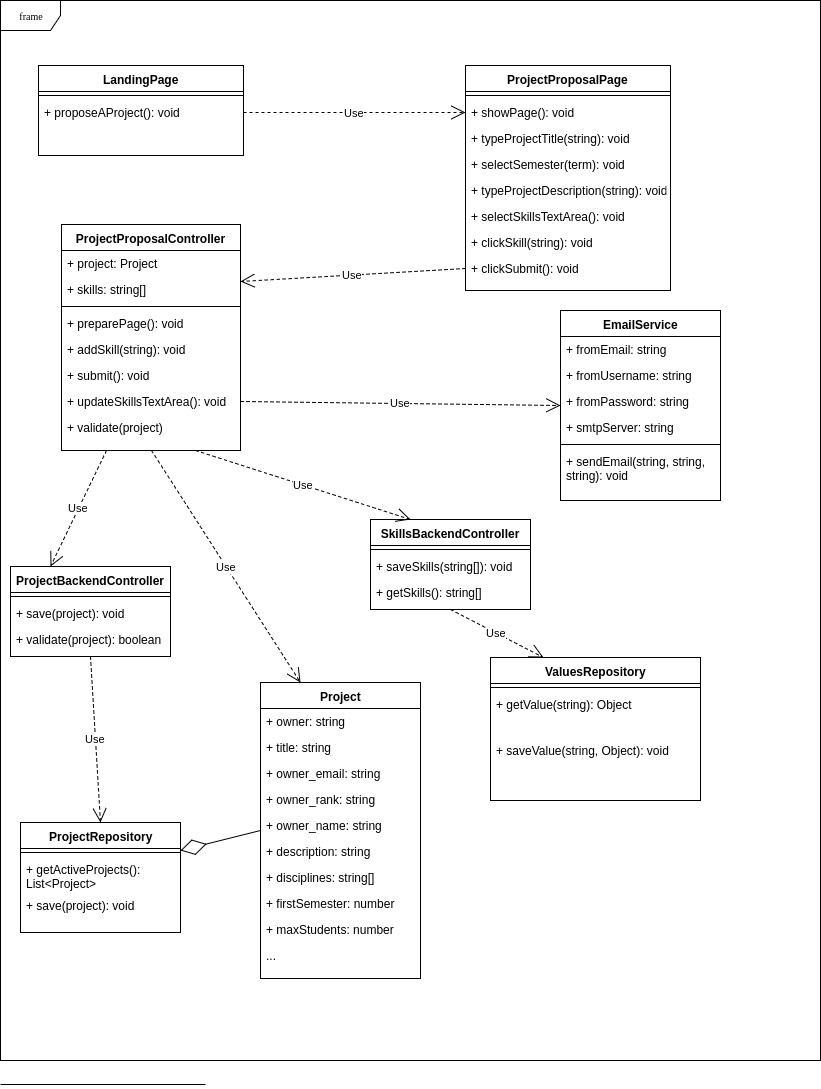 frame
LandingPage
+ proposeAProject(): void
Use
ProjectProposalPage
+ showPage(): void
+ typeProjectTitle(string): void
+ selectSemester(term): void
+ typeProjectDescription(string): void
+ selectSkillsTextArea(): void
+ clickSkill(string): void
+ clickSubmit(): void
Use
ProjectProposalController
+ project: Project
+ skills: string[]
+ preparePage(): void
+ addSkill(string): void
+ submit(): void
+ updateSkillsTextArea(): void
+ validate(project)
Use
EmailService
+ fromEmail: string
+ fromUsername: string
+ fromPassword: string
+ smtpServer: string
+ sendEmail(string, string,
string): void
Use
Use
Use
SkillsBackendController
+ saveSkills(string[]): void
+ getSkills(): string[]
Use
ProjectBackendController
+ save(project): void
+ validate(project): boolean
Use
ValuesRepository
+ getValue(string): Object
+ saveValue(string, Object): void
Project
+ owner: string
+ title: string
+ owner_email: string
+ owner_rank: string
+ owner_name: string
+ description: string
+ disciplines: string[]
+ firstSemester: number
+ maxStudents: number
...
ProjectRepository
+ getActiveProjects():
List<Project>
+ save(project): void